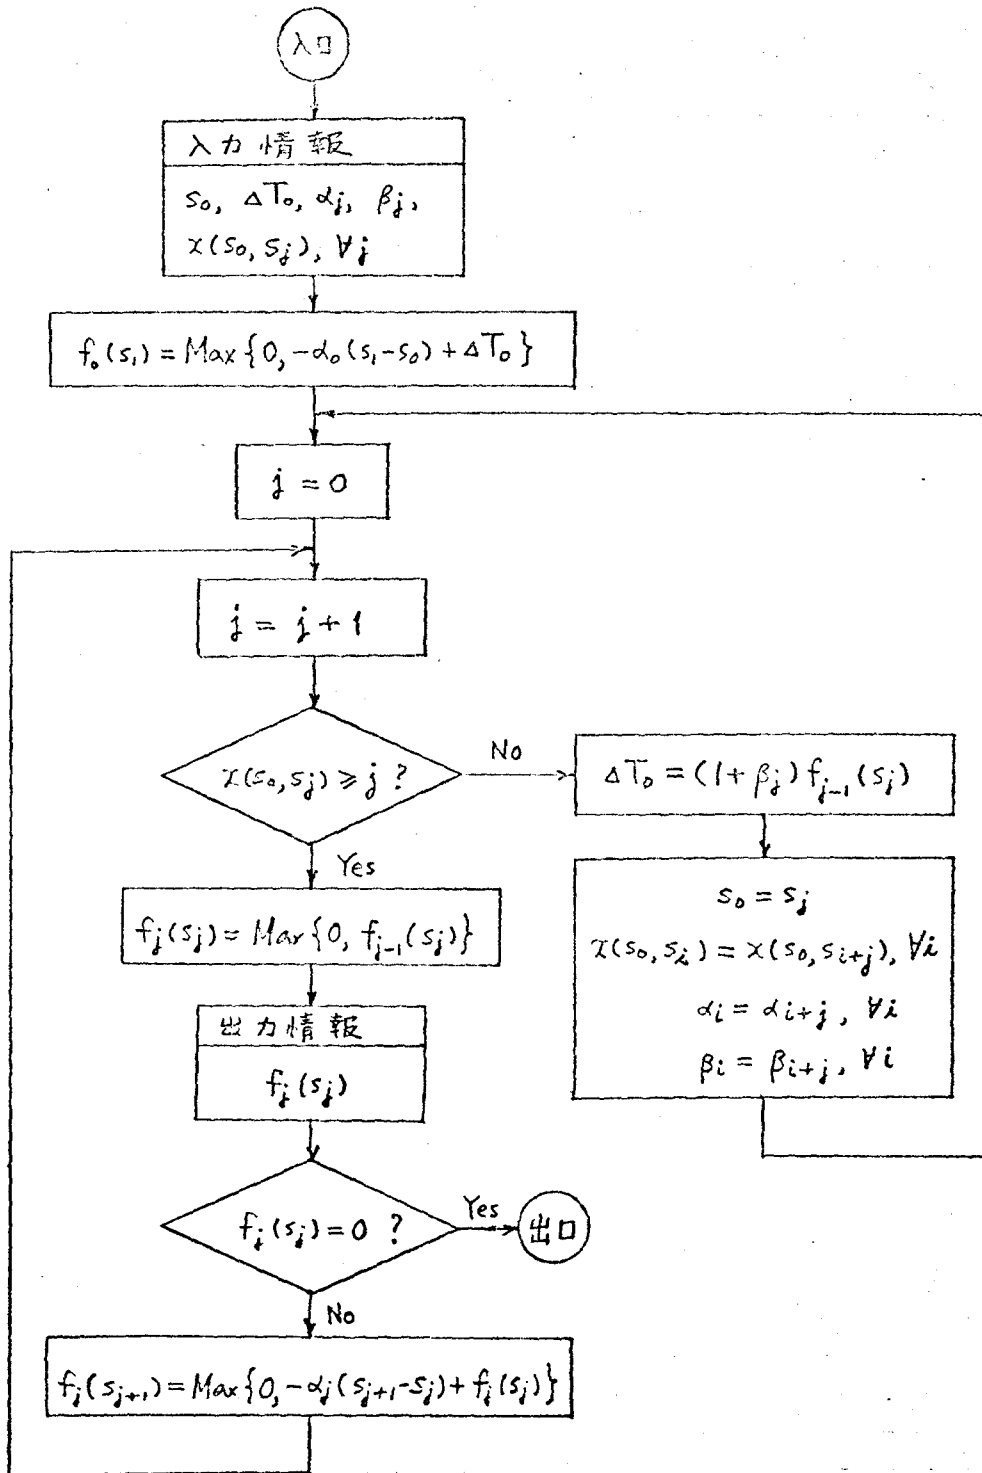 入口
入力情報
s₀, ΔT₀, αⱼ, βⱼ,
x(s₀, sⱼ), ∀j
f₀(s₁) = Max{0, -α₀(s₁-s₀) + ΔT₀}
j = 0
j = j + 1
x(s₀, sⱼ) ≥ j ?
No
ΔT₀ = (1 + βⱼ) fⱼ₋₁(sⱼ)
Yes
s₀ = sⱼ
x(s₀, sᵢ) = x(s₀, sᵢ₊ⱼ), ∀i
αᵢ = αᵢ₊ⱼ, ∀i
βᵢ = βᵢ₊ⱼ, ∀i
fⱼ(sⱼ) = Max{0, fⱼ₋₁(sⱼ)}
出力情報
fⱼ(sⱼ)
fⱼ(sⱼ) = 0 ?
Yes
出口
No
fⱼ(sⱼ₊₁) = Max{0, -αⱼ(sⱼ₊₁-sⱼ) + fⱼ(sⱼ)}